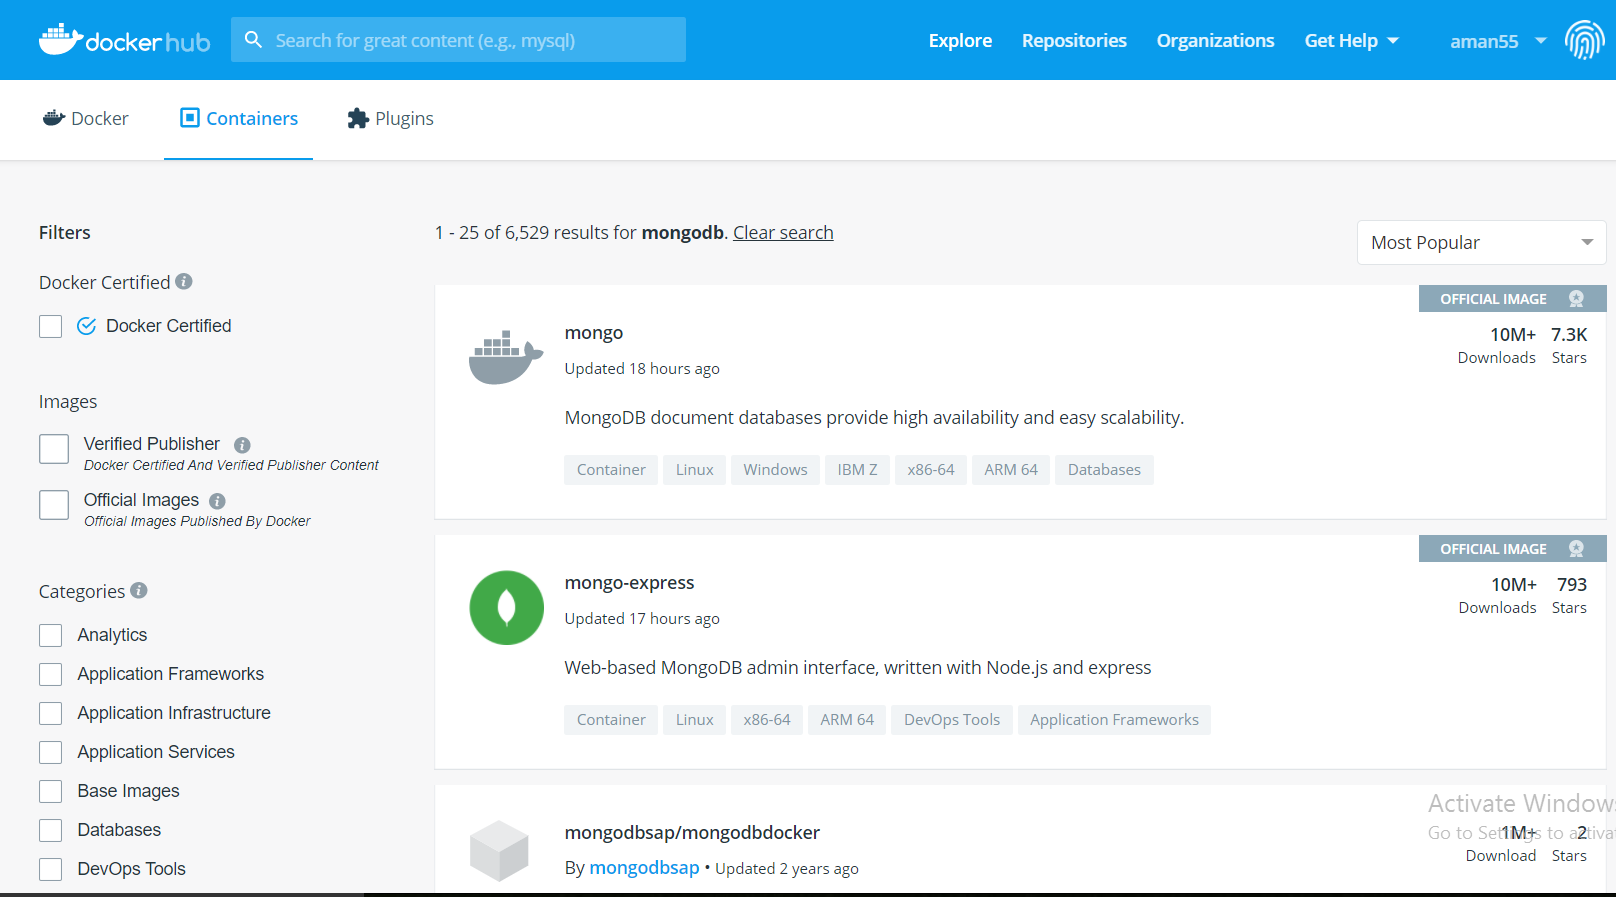 docker hub
Search for great content (e.g., mysql)
Explore Repositories Organizations Get Help aman55
Docker Containers Plugins
Filters
1 - 25 of 6,529 results for mongodb. Clear search
Most Popular
Docker Certified
Docker Certified
Images
Verified Publisher
Docker Certified And Verified Publisher Content
Official Images
Official Images Published By Docker
Categories
Analytics
Application Frameworks
Application Infrastructure
Application Services
Base Images
Databases
DevOps Tools
OFFICIAL IMAGE
mongo
10M+ 7.3K
Downloads Stars
Updated 18 hours ago
MongoDB document databases provide high availability and easy scalability.
Container Linux Windows IBM Z x86-64 ARM 64 Databases
OFFICIAL IMAGE
mongo-express
10M+ 793
Downloads Stars
Updated 17 hours ago
Web-based MongoDB admin interface, written with Node.js and express
Container Linux x86-64 ARM 64 DevOps Tools Application Frameworks
mongodbsap/mongodbdocker
1M+ 2
Download Stars
By mongodbsap • Updated 2 years ago
Activate Windows
Go to Settings to activa